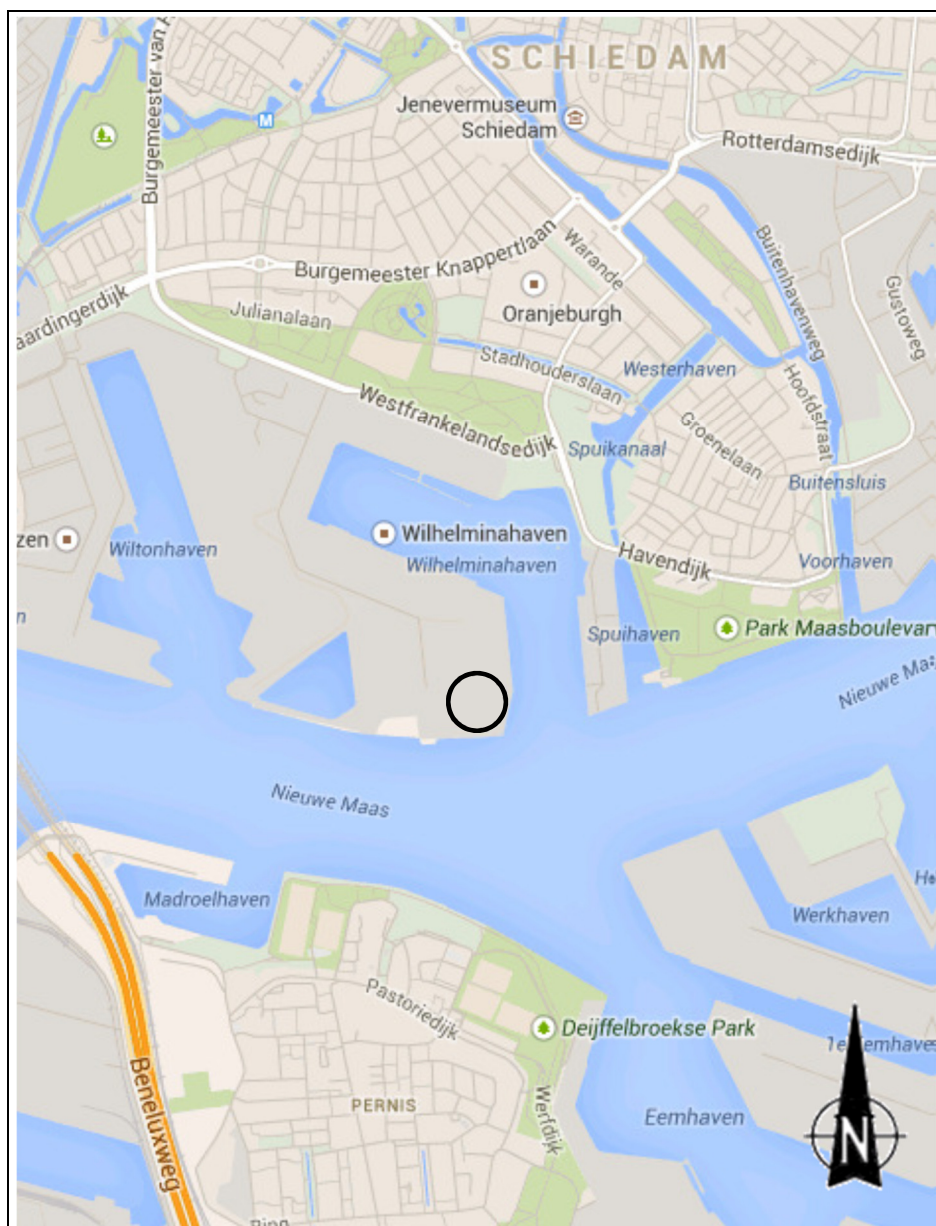 SCHIEDAM
Jenevermuseum
Schiedam
Burgemeester van
M
Rotterdamsedijk
Burgemeester Knappertlaan
Warande
Buitenhavenweg
Gustoweg
aardingerdijk
Julianalaan
Oranjeburgh
Stadhouderslaan
Westerhaven
Hoofdstraat
Westfrankelandsedijk
Groenelaan
Spuikanaal
Buitensluis
zen
Wiltonhaven
Wilhelminahaven
Wilhelminahaven
Havendijk
Voorhaven
n
Spuihaven
Park Maasboulevar
Nieuwe Ma
Nieuwe Maas
Madroelhaven
Werkhaven
Pastoriedijk
Deijffelbroekse Park
Beneluxweg
PERNIS
Werfdijk
Eemhaven
N